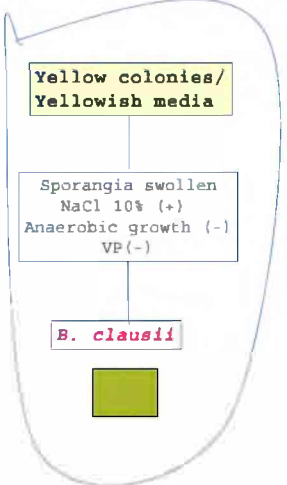 Yellow colonies/
Yellowish media
Sporangia swollen
NaCl 10% (+)
Anaerobic growth (-)
VP(-)
B. clausii